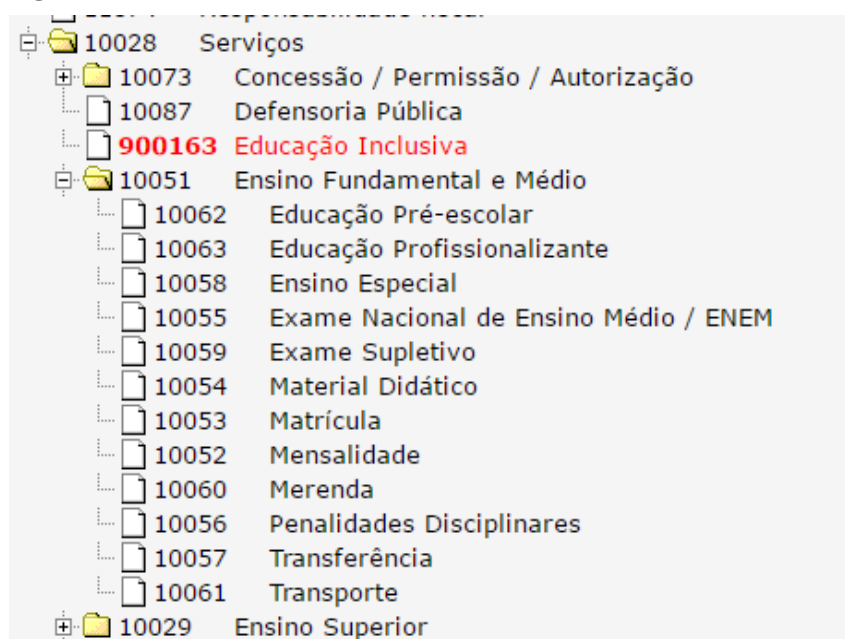 10028 Serviços
10073 Concessão / Permissão / Autorização
10087 Defensoria Pública
900163 Educação Inclusiva
10051 Ensino Fundamental e Médio
10062 Educação Pré-escolar
10063 Educação Profissionalizante
10058 Ensino Especial
10055 Exame Nacional de Ensino Médio / ENEM
10059 Exame Supletivo
10054 Material Didático
10053 Matrícula
10052 Mensalidade
10060 Merenda
10056 Penalidades Disciplinares
10057 Transferência
10061 Transporte
10029 Ensino Superior